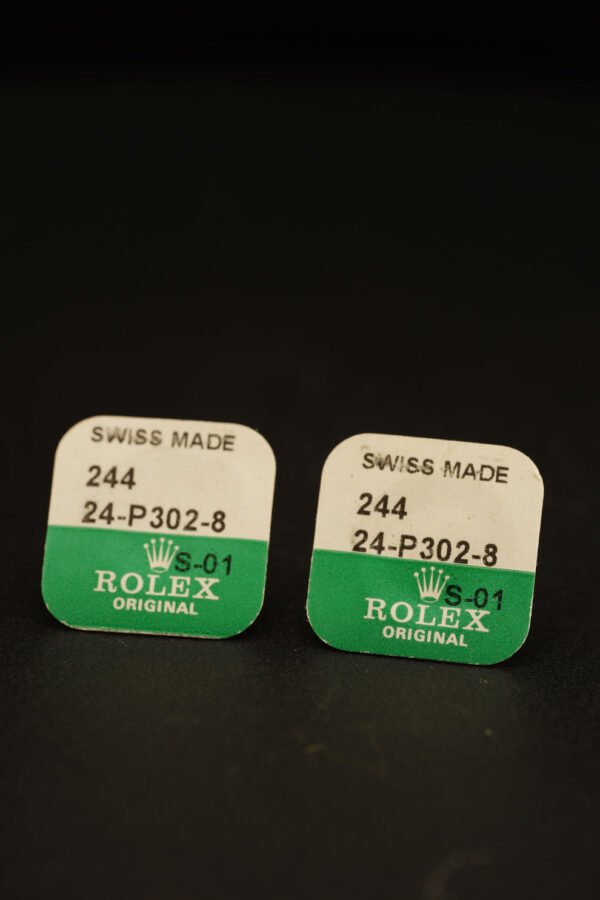 SWISS MADE
244
24-P302-8
S-01
ROLEX
ORIGINAL
SWISS MADE
244
24-P302-8
S-01
ROLEX
ORIGINAL